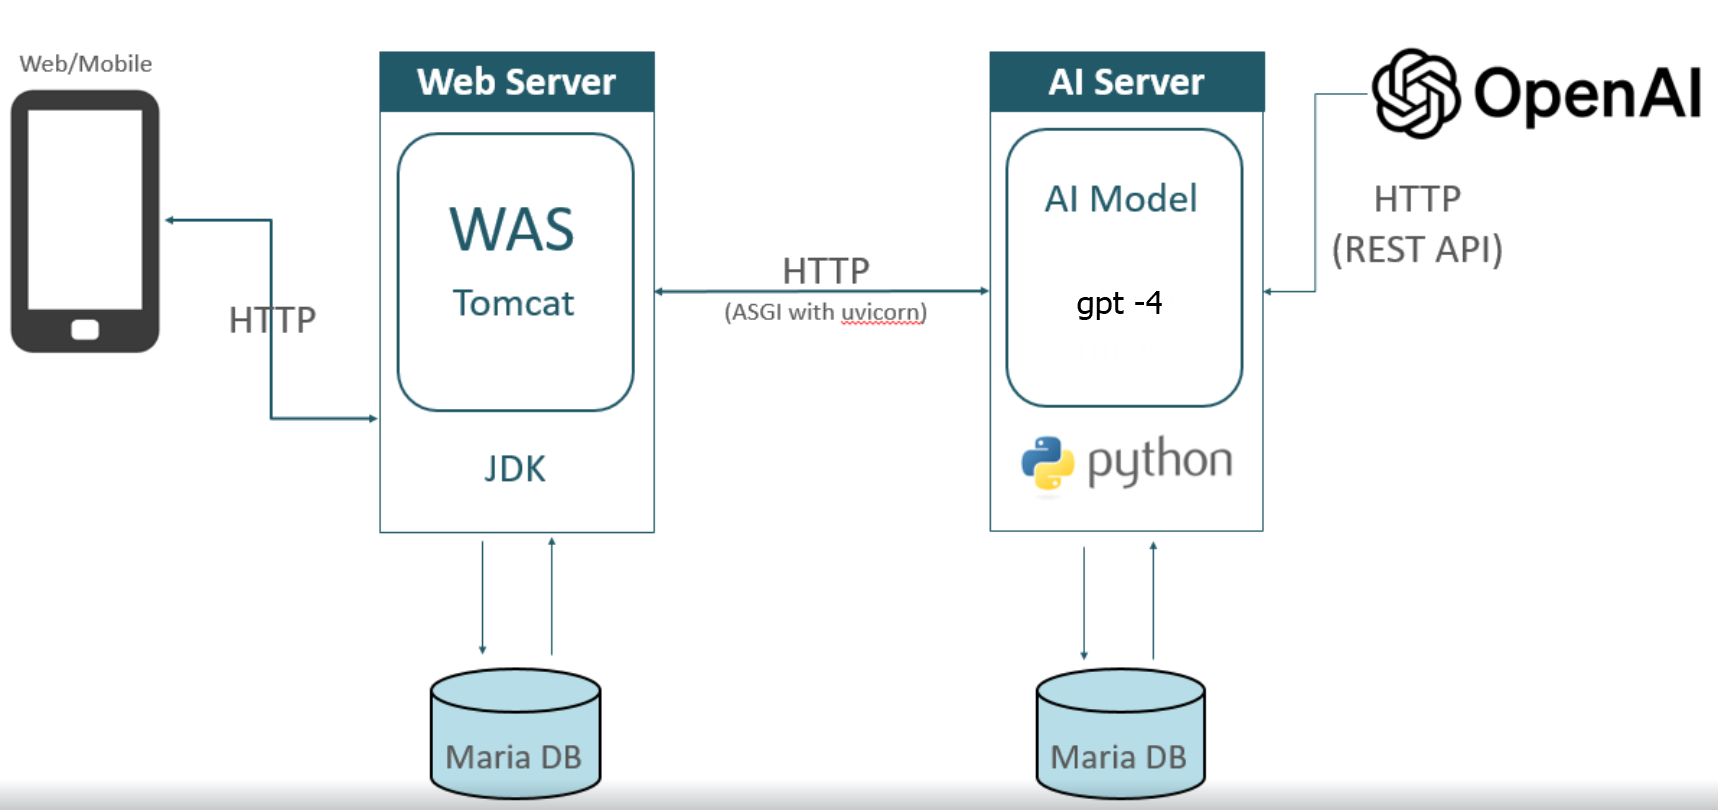 Web/Mobile
HTTP
Web Server
WAS
Tomcat
JDK
Maria DB
HTTP
(ASGI with uvicorn)
AI Server
AI Model
gpt -4
python
Maria DB
OpenAI
HTTP
(REST API)